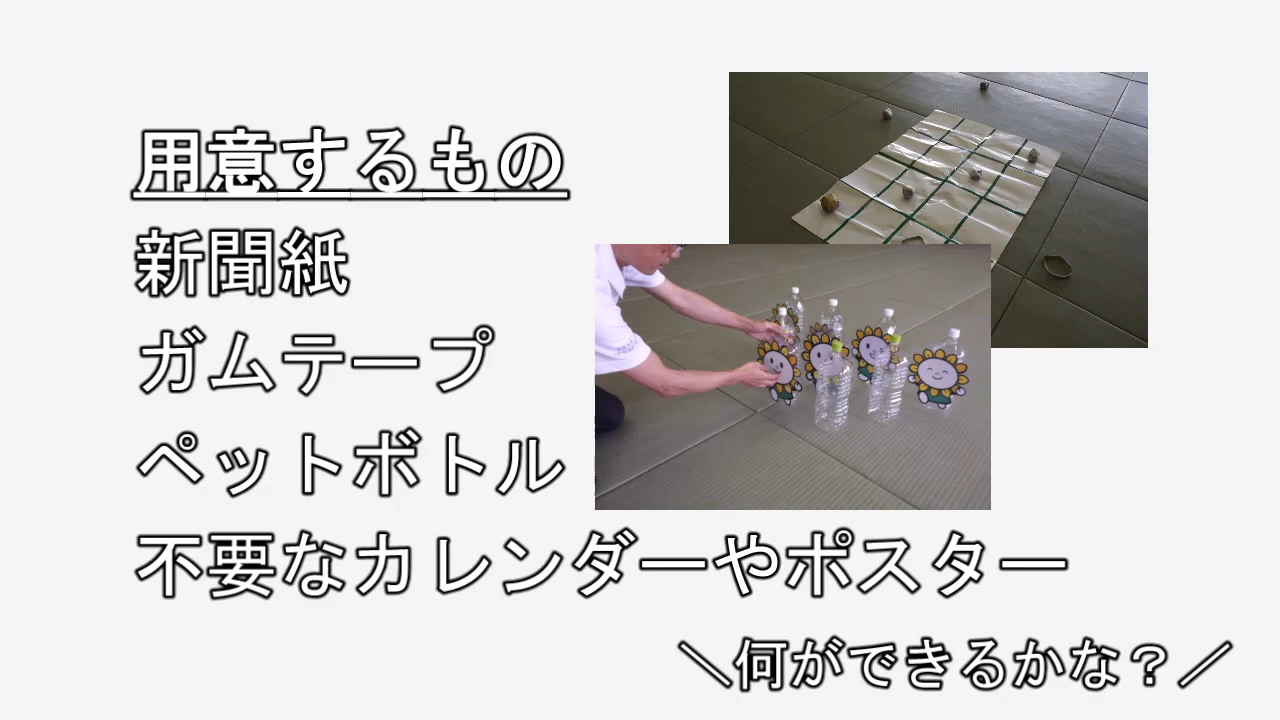 用意するもの
新聞紙
ガムテープ
ペットボトル
不要なカレンダーやポスター
＼何ができるかな？／